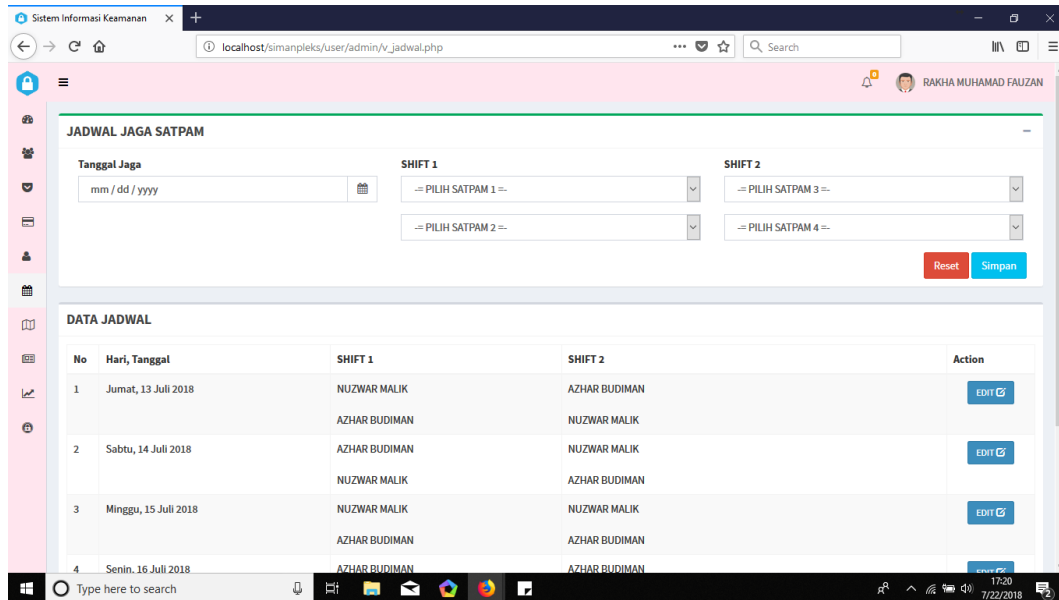 Sistem Informasi Keamanan
localhost/simanpleks/user/admin/v_jadwal.php
Search
0
RAKHA MUHAMAD FAUZAN
JADWAL JAGA SATPAM
Tanggal Jaga SHIFT 1 SHIFT 2
mm / dd / yyyy -= PILIH SATPAM 1 =- -= PILIH SATPAM 3 =-
-= PILIH SATPAM 2 =- -= PILIH SATPAM 4 =-
Reset Simpan
DATA JADWAL
No Hari, Tanggal SHIFT 1 SHIFT 2 Action
1 Jumat, 13 Juli 2018 NUZWAR MALIK AZHAR BUDIMAN EDIT
AZHAR BUDIMAN NUZWAR MALIK
2 Sabtu, 14 Juli 2018 AZHAR BUDIMAN NUZWAR MALIK EDIT
NUZWAR MALIK AZHAR BUDIMAN
3 Minggu, 15 Juli 2018 NUZWAR MALIK NUZWAR MALIK EDIT
AZHAR BUDIMAN AZHAR BUDIMAN
4 Senin, 16 Juli 2018 AZHAR BUDIMAN AZHAR BUDIMAN EDIT
Type here to search
17:20
7/22/2018
2